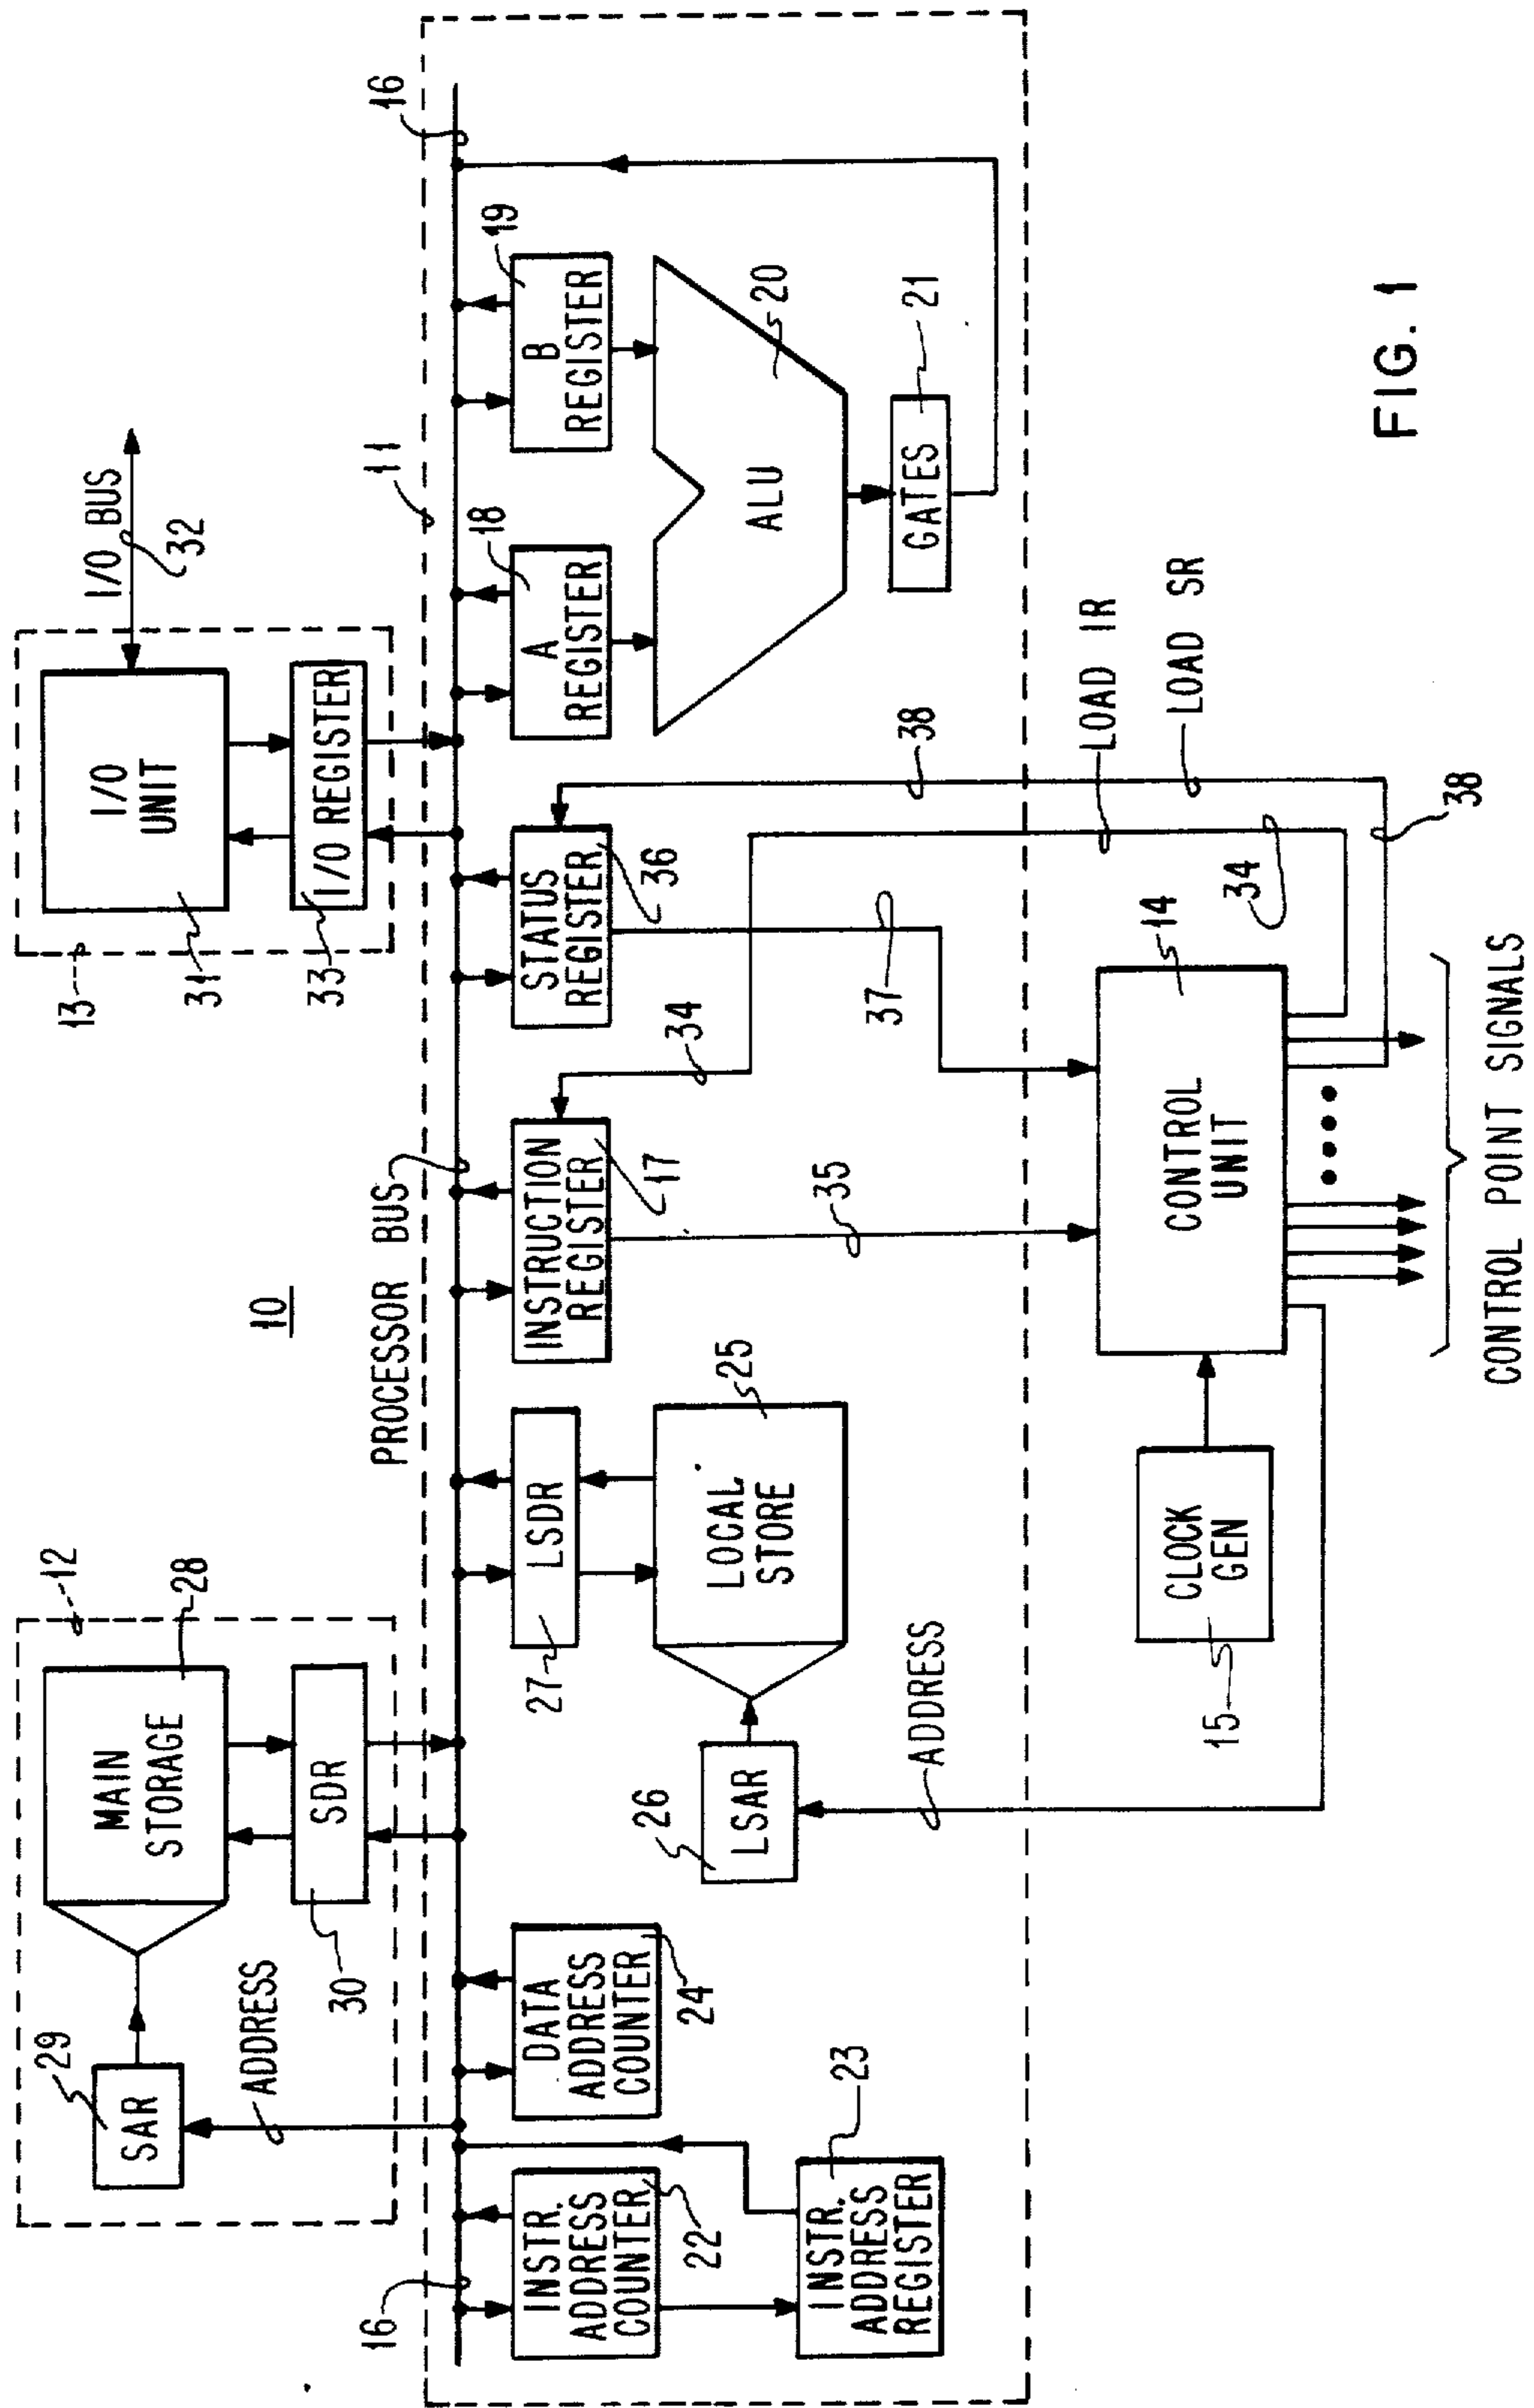 10
12
MAIN
STORAGE
28
SAR
29
ADDRESS
SDR
30
13
I/O
UNIT
31
I/O REGISTER
33
I/O BUS
32
PROCESSOR BUS
11
16
16
INSTR.
ADDRESS
COUNTER
22
INSTR.
ADDRESS
REGISTER
23
DATA
ADDRESS
COUNTER
24
LSDR
27
LOCAL
STORE
25
LSAR
26
ADDRESS
INSTRUCTION
REGISTER
17
34
35
STATUS
REGISTER
36
37
38
A
REGISTER
18
B
REGISTER
19
ALU
20
GATES
21
LOAD IR
LOAD SR
34
38
CLOCK
GEN
15
CONTROL
UNIT
14
CONTROL POINT SIGNALS
FIG. 1